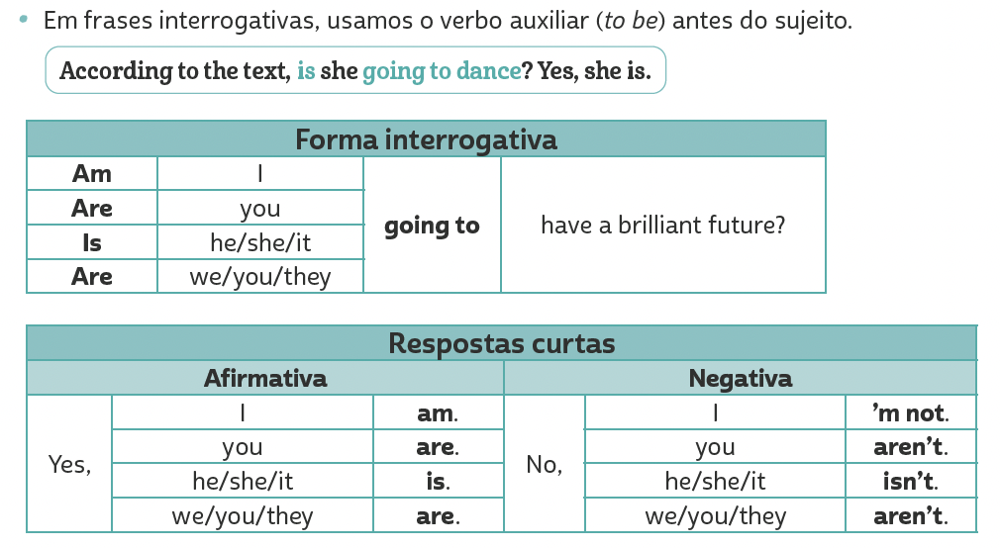 • Em frases interrogativas, usamos o verbo auxiliar (to be) antes do sujeito.
According to the text, is she going to dance? Yes, she is.
Forma interrogativa
Am I
Are you
going to have a brilliant future?
Is he/she/it
Are we/you/they
Respostas curtas
Afirmativa Negativa
I am. I ’m not.
you are. you aren’t.
Yes, No,
he/she/it is. he/she/it isn’t.
we/you/they are. we/you/they aren’t.